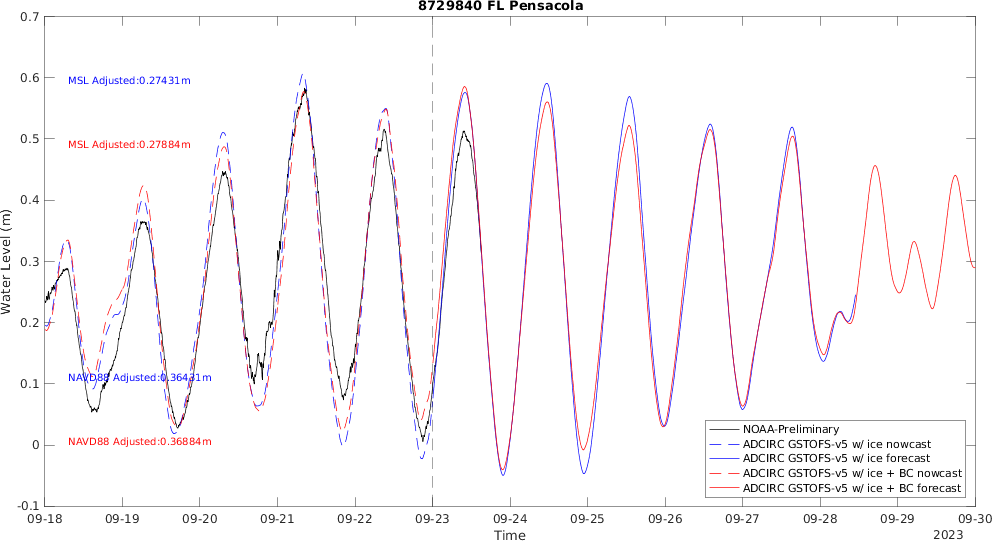 8729840 FL Pensacola
0.7
0.6
0.5
0.4
0.3
0.2
0.1
0
-0.1
Water Level (m)
MSL Adjusted:0.27431m
MSL Adjusted:0.27884m
NAVD88 Adjusted:0.36431m
NAVD88 Adjusted:0.36884m
NOAA-Preliminary
ADCIRC GSTOFS-v5 w/ ice nowcast
ADCIRC GSTOFS-v5 w/ ice forecast
ADCIRC GSTOFS-v5 w/ ice + BC nowcast
ADCIRC GSTOFS-v5 w/ ice + BC forecast
09-18 09-19 09-20 09-21 09-22 09-23 09-24 09-25 09-26 09-27 09-28 09-29 09-30
Time
2023